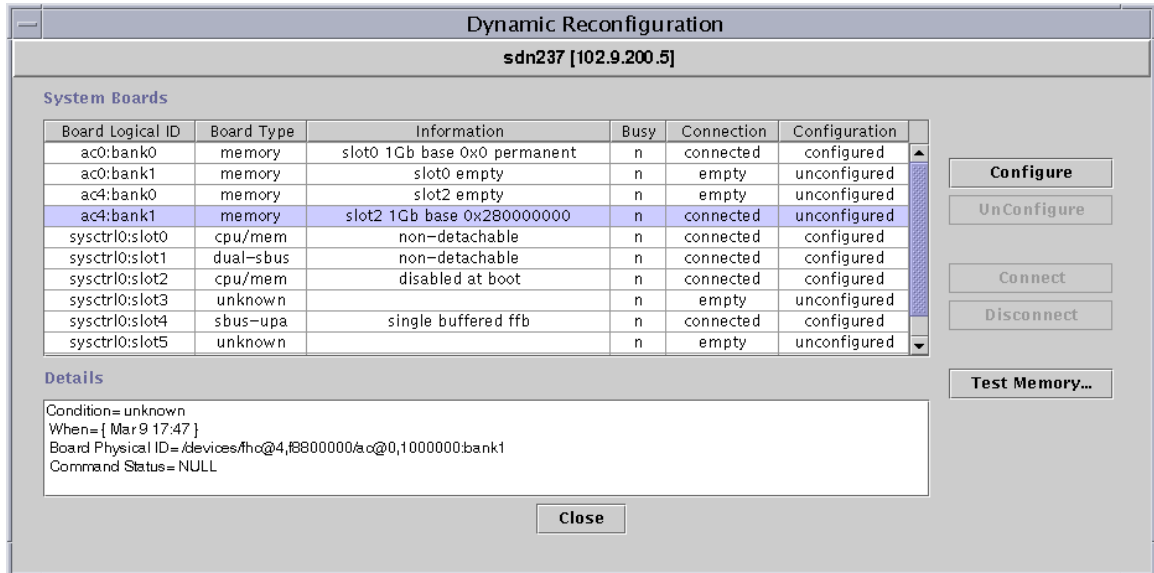 Dynamic Reconfiguration
sdn237 [102.9.200.5]
System Boards
Board Logical ID Board Type Information Busy Connection Configuration
ac0:bank0 memory slot0 1Gb base 0x0 permanent n connected configured
ac0:bank1 memory slot0 empty n empty unconfigured
ac4:bank0 memory slot2 empty n empty unconfigured
ac4:bank1 memory slot2 1Gb base 0x280000000 n connected unconfigured
sysctrl0:slot0 cpu/mem non-detachable n connected configured
sysctrl0:slot1 dual-sbus non-detachable n connected configured
sysctrl0:slot2 cpu/mem disabled at boot n connected configured
sysctrl0:slot3 unknown n empty unconfigured
sysctrl0:slot4 sbus-upa single buffered ffb n connected configured
sysctrl0:slot5 unknown n empty unconfigured
Configure
UnConfigure
Connect
Disconnect
Test Memory...
Details
Condition= unknown
When= { Mar 9 17:47 }
Board Physical ID= /devices/fhc@4,f8800000/ac@0,1000000:bank1
Command Status= NULL
Close